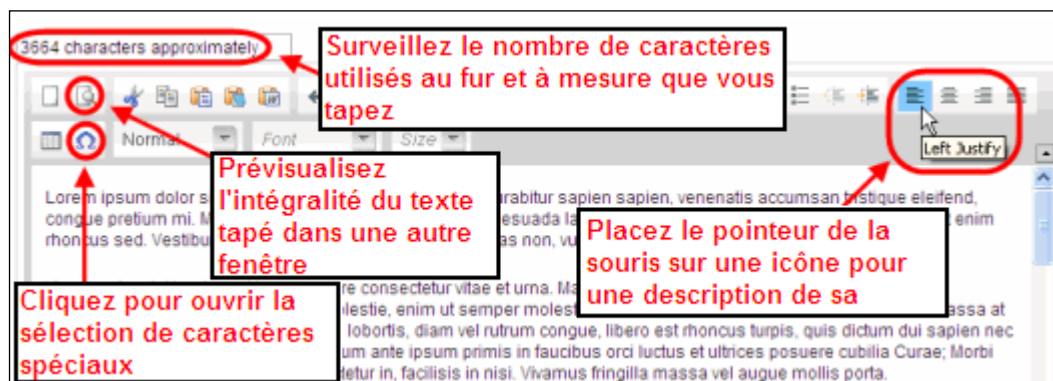 3664 characters approximately
Surveillez le nombre de caractères
utilisés au fur et à mesure que vous
tapez
Normal Font Size
Left Justify
Prévisualisez
l'intégralité du texte
tapé dans une autre
fenêtre
Placez le pointeur de la
souris sur une icône pour
une description de sa
Cliquez pour ouvrir la
sélection de caractères
spéciaux
Lorem ipsum dolor s urabitur sapien sapien, venenatis accumsan tristique eleifend,
congue pretium mi. M esuada la enim
rhoncus sed. Vestibu as non, vu
re consectetur vitae et urna. Ma
olestie, enim ut semper molest assa at
lobortis, diam vel rutrum congue, libero est rhoncus turpis, quis dictum dui sapien nec
um ante ipsum primis in faucibus orci luctus et ultrices posuere cubilia Curae; Morbi
detur in, facilisis in nisi. Vivamus fringilla massa vel augue mollis porta.